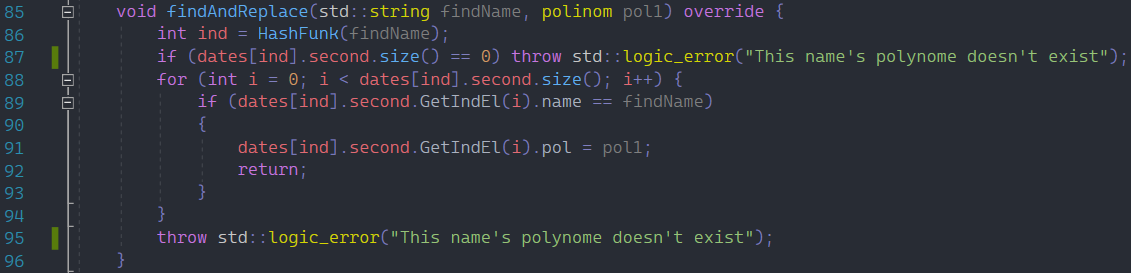 85 void findAndReplace(std::string findName, polinom pol1) override {
86 int ind = HashFunk(findName);
87 if (dates[ind].second.size() == 0) throw std::logic_error("This name's polynome doesn't exist");
88 for (int i = 0; i < dates[ind].second.size(); i++) {
89 if (dates[ind].second.GetIndEl(i).name == findName)
90 {
91 dates[ind].second.GetIndEl(i).pol = pol1;
92 return;
93 }
94 }
95 throw std::logic_error("This name's polynome doesn't exist");
96 }